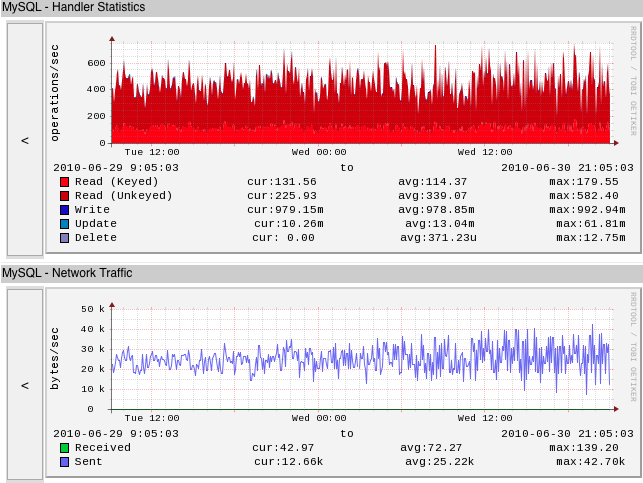 MySQL - Handler Statistics
<
operations/sec
600
400
200
0
Tue 12:00 Wed 00:00 Wed 12:00
2010-06-29 9:05:03 to 2010-06-30 21:05:03
Read (Keyed) cur:131.56 avg:114.37 max:179.55
Read (Unkeyed) cur:225.93 avg:339.07 max:582.40
Write cur:979.15m avg:978.85m max:992.94m
Update cur:10.26m avg:13.04m max:61.81m
Delete cur: 0.00 avg:371.23u max:12.75m
RRDTOOL / TOBI OETIKER
MySQL - Network Traffic
<
bytes/sec
50 k
40 k
30 k
20 k
10 k
0
Tue 12:00 Wed 00:00 Wed 12:00
2010-06-29 9:05:03 to 2010-06-30 21:05:03
Received cur:42.97 avg:72.27 max:139.20
Sent cur:12.66k avg:25.22k max:42.70k
RRDTOOL / TOBI OETIKER